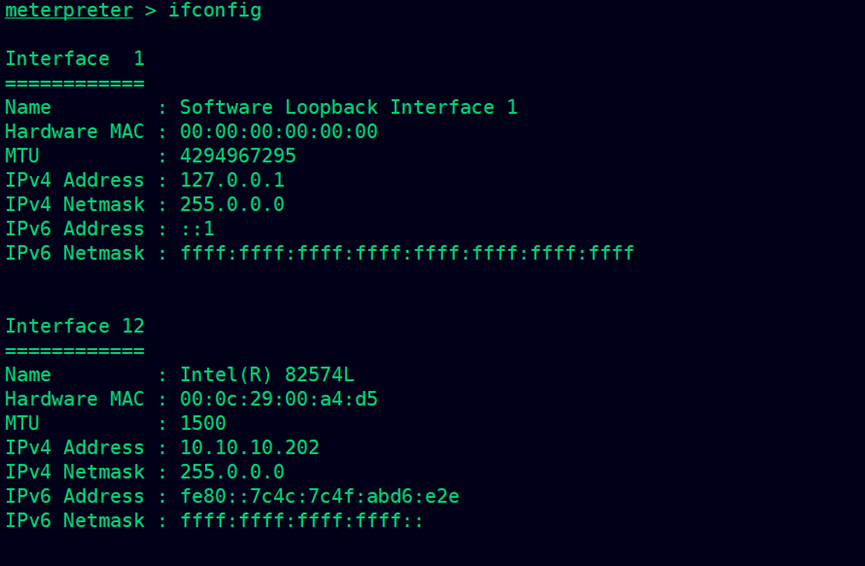 meterpreter > ifconfig
Interface  1
============
Name         : Software Loopback Interface 1
Hardware MAC : 00:00:00:00:00:00
MTU          : 4294967295
IPv4 Address : 127.0.0.1
IPv4 Netmask : 255.0.0.0
IPv6 Address : ::1
IPv6 Netmask : ffff:ffff:ffff:ffff:ffff:ffff:ffff:ffff
Interface 12
============
Name         : Intel(R) 82574L
Hardware MAC : 00:0c:29:00:a4:d5
MTU          : 1500
IPv4 Address : 10.10.10.202
IPv4 Netmask : 255.0.0.0
IPv6 Address : fe80::7c4c:7c4f:abd6:e2e
IPv6 Netmask : ffff:ffff:ffff:ffff::